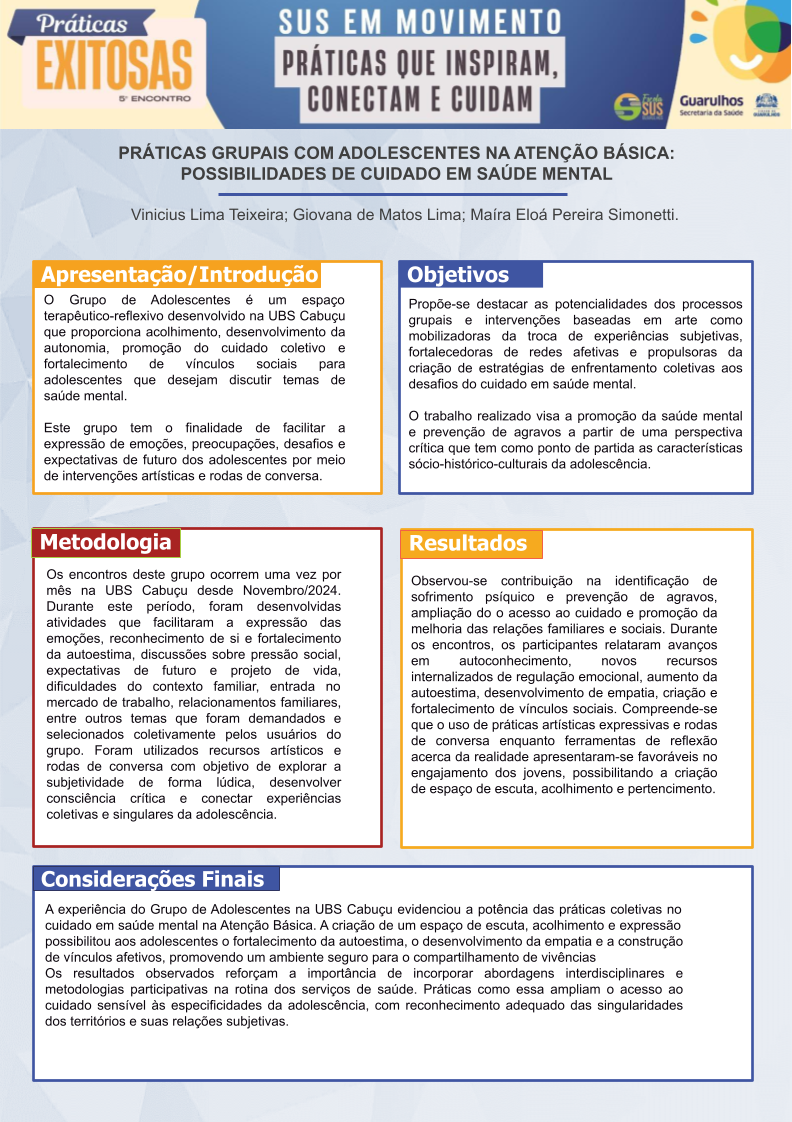 Práticas
EXITOSAS
5º ENCONTRO
SUS EM MOVIMENTO
PRÁTICAS QUE INSPIRAM,
CONECTAM E CUIDAM
Escola
SUS
Guarulhos
Secretaria da Saúde
PRÁTICAS GRUPAIS COM ADOLESCENTES NA ATENÇÃO BÁSICA:
POSSIBILIDADES DE CUIDADO EM SAÚDE MENTAL
Vinicius Lima Teixeira; Giovana de Matos Lima; Maíra Eloá Pereira Simonetti.
Apresentação/Introdução
O Grupo de Adolescentes é um espaço
terapêutico-reflexivo desenvolvido na UBS Cabuçu
que proporciona acolhimento, desenvolvimento da
autonomia, promoção do cuidado coletivo e
fortalecimento de vínculos sociais para
adolescentes que desejam discutir temas de
saúde mental.
Este grupo tem o finalidade de facilitar a
expressão de emoções, preocupações, desafios e
expectativas de futuro dos adolescentes por meio
de intervenções artísticas e rodas de conversa.
Objetivos
Propõe-se destacar as potencialidades dos processos
grupais e intervenções baseadas em arte como
mobilizadoras da troca de experiências subjetivas,
fortalecedoras de redes afetivas e propulsoras da
criação de estratégias de enfrentamento coletivas aos
desafios do cuidado em saúde mental.
O trabalho realizado visa a promoção da saúde mental
e prevenção de agravos a partir de uma perspectiva
crítica que tem como ponto de partida as características
sócio-histórico-culturais da adolescência.
Metodologia
Os encontros deste grupo ocorrem uma vez por
mês na UBS Cabuçu desde Novembro/2024.
Durante este período, foram desenvolvidas
atividades que facilitaram a expressão das
emoções, reconhecimento de si e fortalecimento
da autoestima, discussões sobre pressão social,
expectativas de futuro e projeto de vida,
dificuldades do contexto familiar, entrada no
mercado de trabalho, relacionamentos familiares,
entre outros temas que foram demandados e
selecionados coletivamente pelos usuários do
grupo. Foram utilizados recursos artísticos e
rodas de conversa com objetivo de explorar a
subjetividade de forma lúdica, desenvolver
consciência crítica e conectar experiências
coletivas e singulares da adolescência.
Resultados
Observou-se contribuição na identificação de
sofrimento psíquico e prevenção de agravos,
ampliação do o acesso ao cuidado e promoção da
melhoria das relações familiares e sociais. Durante
os encontros, os participantes relataram avanços
em autoconhecimento, novos recursos
internalizados de regulação emocional, aumento da
autoestima, desenvolvimento de empatia, criação e
fortalecimento de vínculos sociais. Compreende-se
que o uso de práticas artísticas expressivas e rodas
de conversa enquanto ferramentas de reflexão
acerca da realidade apresentaram-se favoráveis no
engajamento dos jovens, possibilitando a criação
de espaço de escuta, acolhimento e pertencimento.
Considerações Finais
A experiência do Grupo de Adolescentes na UBS Cabuçu evidenciou a potência das práticas coletivas no
cuidado em saúde mental na Atenção Básica. A criação de um espaço de escuta, acolhimento e expressão
possibilitou aos adolescentes o fortalecimento da autoestima, o desenvolvimento da empatia e a construção
de vínculos afetivos, promovendo um ambiente seguro para o compartilhamento de vivências
Os resultados observados reforçam a importância de incorporar abordagens interdisciplinares e
metodologias participativas na rotina dos serviços de saúde. Práticas como essa ampliam o acesso ao
cuidado sensível às especificidades da adolescência, com reconhecimento adequado das singularidades
dos territórios e suas relações subjetivas.